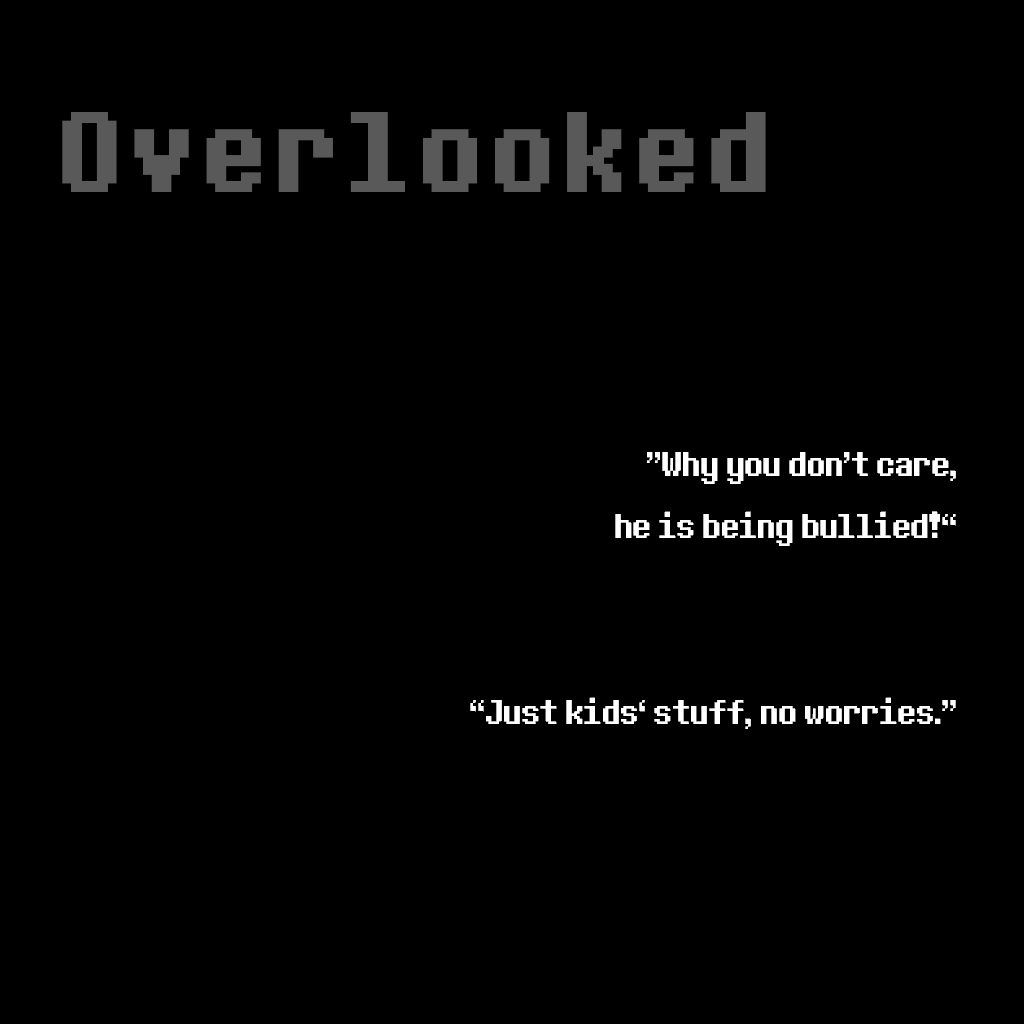 Overlooked
”Why you don’t care,
he is being bullied!“
“Just kids‘ stuff, no worries.”